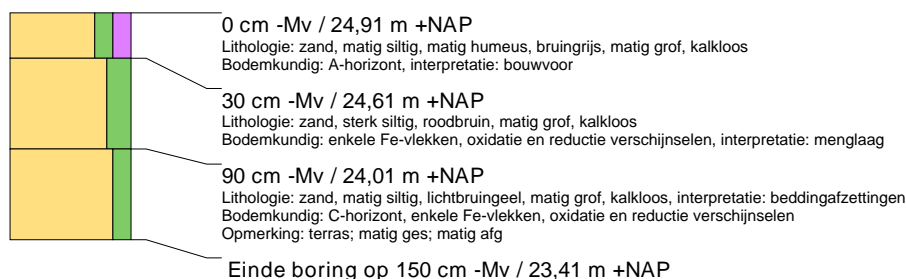 0 cm -Mv / 24,91 m +NAP
Lithologie: zand, matig siltig, matig humeus, bruingrijs, matig grof, kalkloos
Bodemkundig: A-horizont, interpretatie: bouwvoor
30 cm -Mv / 24,61 m +NAP
Lithologie: zand, sterk siltig, roodbruin, matig grof, kalkloos
Bodemkundig: enkele Fe-vlekken, oxidatie en reductie verschijnselen, interpretatie: menglaag
90 cm -Mv / 24,01 m +NAP
Lithologie: zand, matig siltig, lichtbruingeel, matig grof, kalkloos, interpretatie: beddingafzettingen
Bodemkundig: C-horizont, enkele Fe-vlekken, oxidatie en reductie verschijnselen
Opmerking: terras; matig ges; matig afg
Einde boring op 150 cm -Mv / 23,41 m +NAP